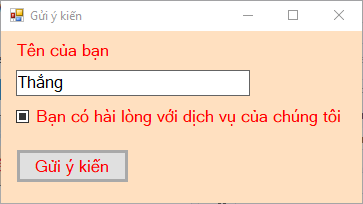 Gửi ý kiến
Tên của bạn
Thắng
Bạn có hài lòng với dịch vụ của chúng tôi
Gửi ý kiến